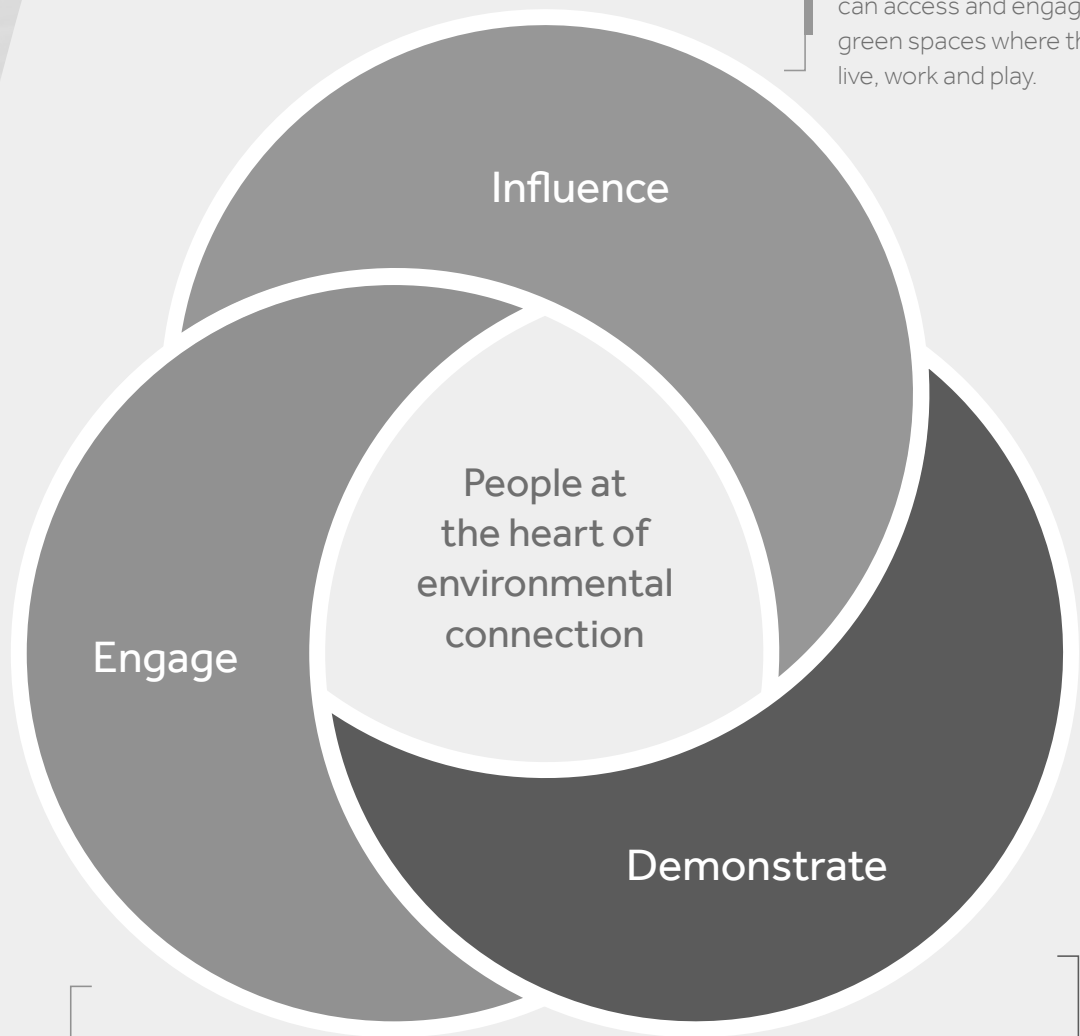 can access and engag
green spaces where th
live, work and play.
Influence
People at
the heart of
environmental
connection
Engage
Demonstrate